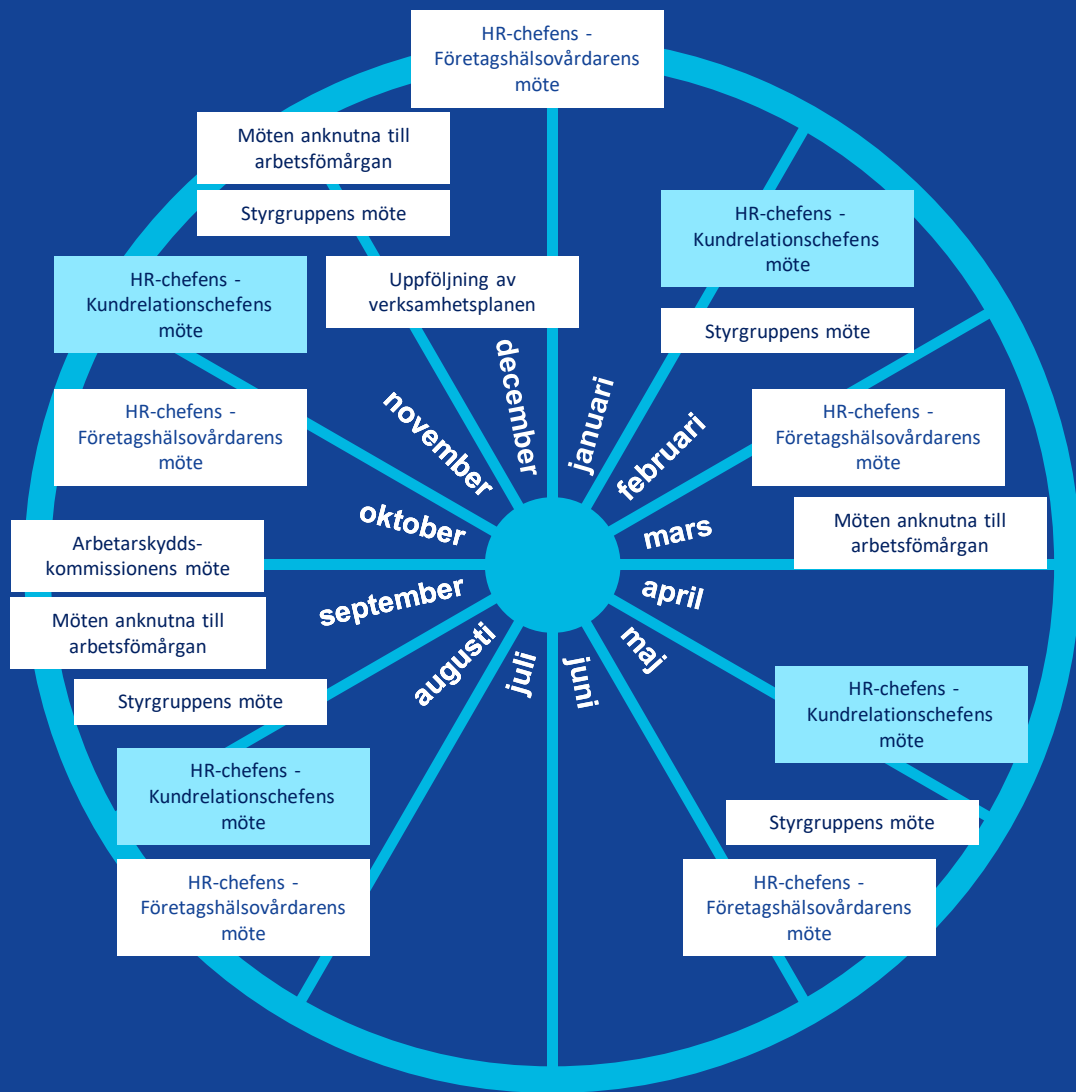 HR-chefens -
Företagshälsovårdarens
möte
Möten anknutna till
arbetsfömårgan
Styrgruppens möte
HR-chefens -
Kundrelationschefens
möte
HR-chefens -
Kundrelationschefens
möte
Uppföljning av
verksamhetsplanen
Styrgruppens möte
december
januari
november
februari
HR-chefens -
Företagshälsovårdarens
möte
HR-chefens -
Företagshälsovårdarens
möte
oktober
mars
Arbetarskydds-
kommissionens möte
Möten anknutna till
arbetsfömårgan
september
april
Möten anknutna till
arbetsfömårgan
augusti
juli
juni
maj
Styrgruppens möte
HR-chefens -
Kundrelationschefens
möte
HR-chefens -
Kundrelationschefens
möte
Styrgruppens möte
HR-chefens -
Företagshälsovårdarens
möte
HR-chefens -
Företagshälsovårdarens
möte